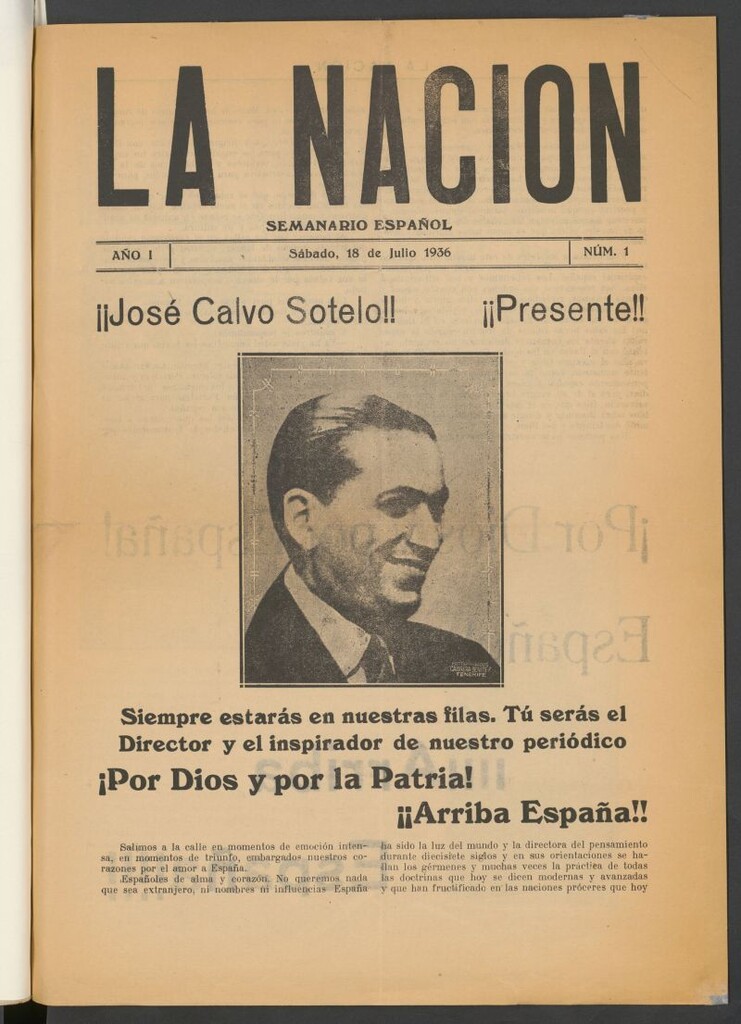 LA NACION
SEMANARIO ESPAÑOL
AÑO I
Sábado, 18 de Julio 1936
NÚM. 1
¡¡José Calvo Sotelo!! ¡¡Presente!!
TENERIFE
Siempre estarás en nuestras filas. Tú serás el
Director y el inspirador de nuestro periódico
¡Por Dios y por la Patria!
¡¡Arriba España!!
Salimos a la calle en momentos de emoción inten-
sa, en momentos de triunfo, embargados nuestros co-
razones por el amor a España.
Españoles de alma y corazón. No queremos nada
que sea extranjero, ni nombres ni influencias España
ha sido la luz del mundo y la directora del pensamiento
durante diecisiete siglos y en sus orientaciones se ha-
llan los gérmenes y muchas veces la práctica de todas
las doctrinas que hoy se dicen modernas y avanzadas
y que han fructificado en las naciones próceres que hoy